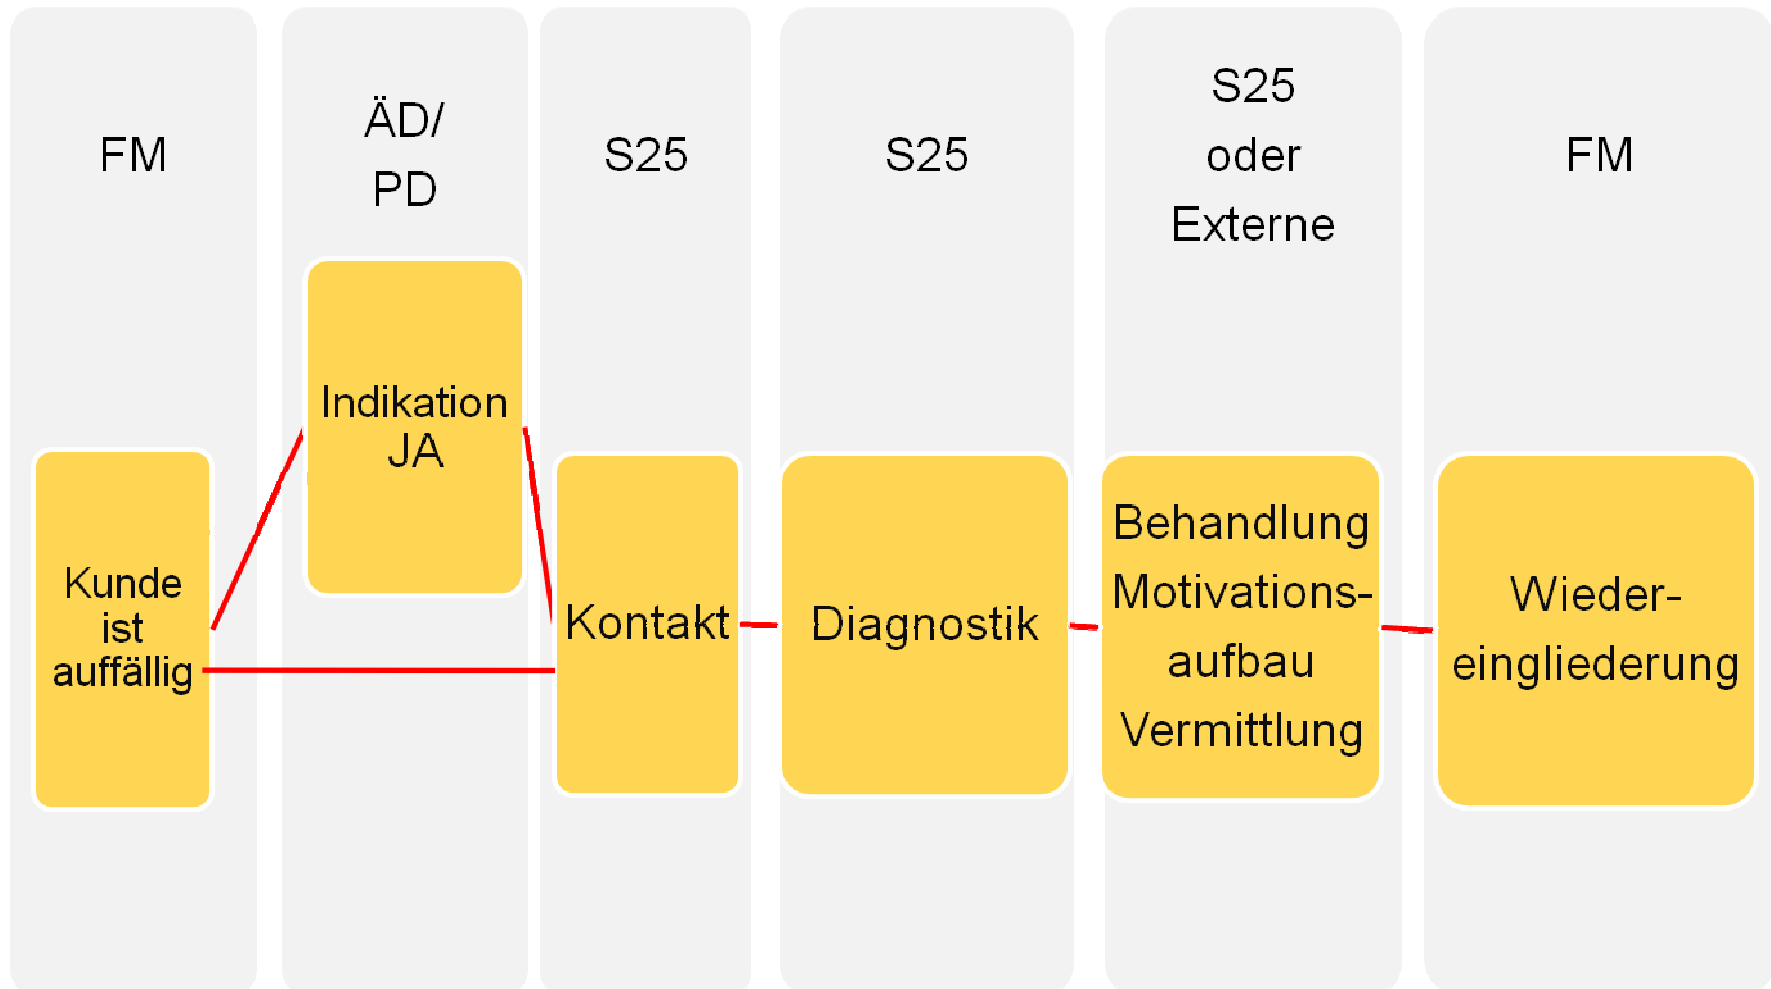 FM
ÄD/
PD
S25
S25
S25
oder
Externe
FM
Kunde
ist
auffällig
Indikation
JA
Kontakt
Diagnostik
Behandlung
Motivations-
aufbau
Vermittlung
Wieder-
eingliederung